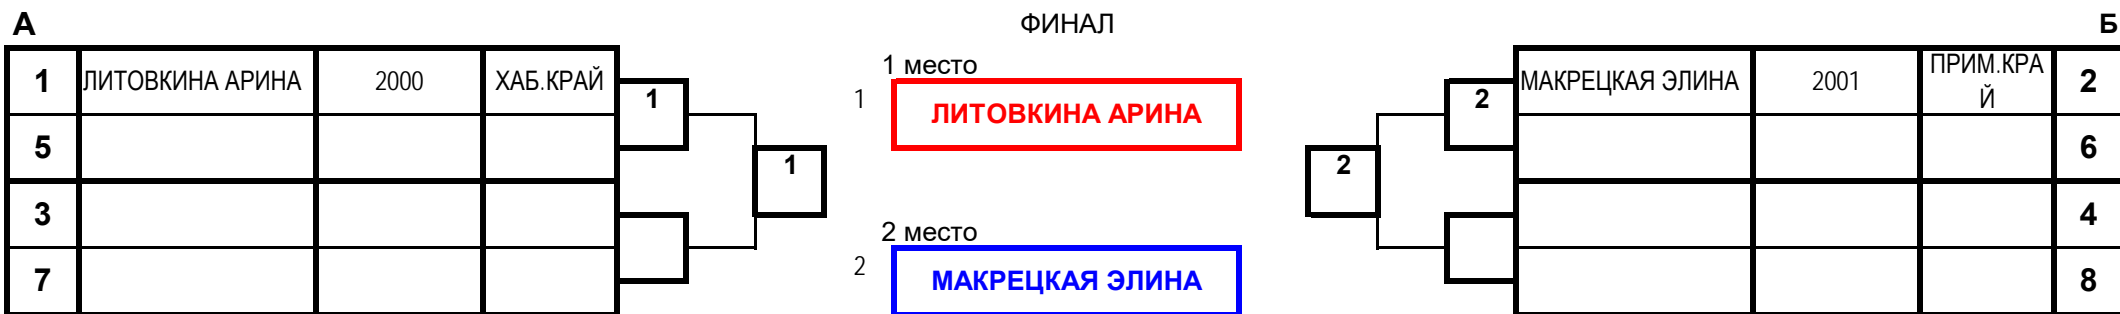 А
ФИНАЛ
Б
1 ЛИТОВКИНА АРИНА 2000 ХАБ.КРАЙ
5
3
7
1
1
1 место
1
ЛИТОВКИНА АРИНА
2 место
2
МАКРЕЦКАЯ ЭЛИНА
2
2
МАКРЕЦКАЯ ЭЛИНА 2001 ПРИМ.КРА
Й
2
6
4
8